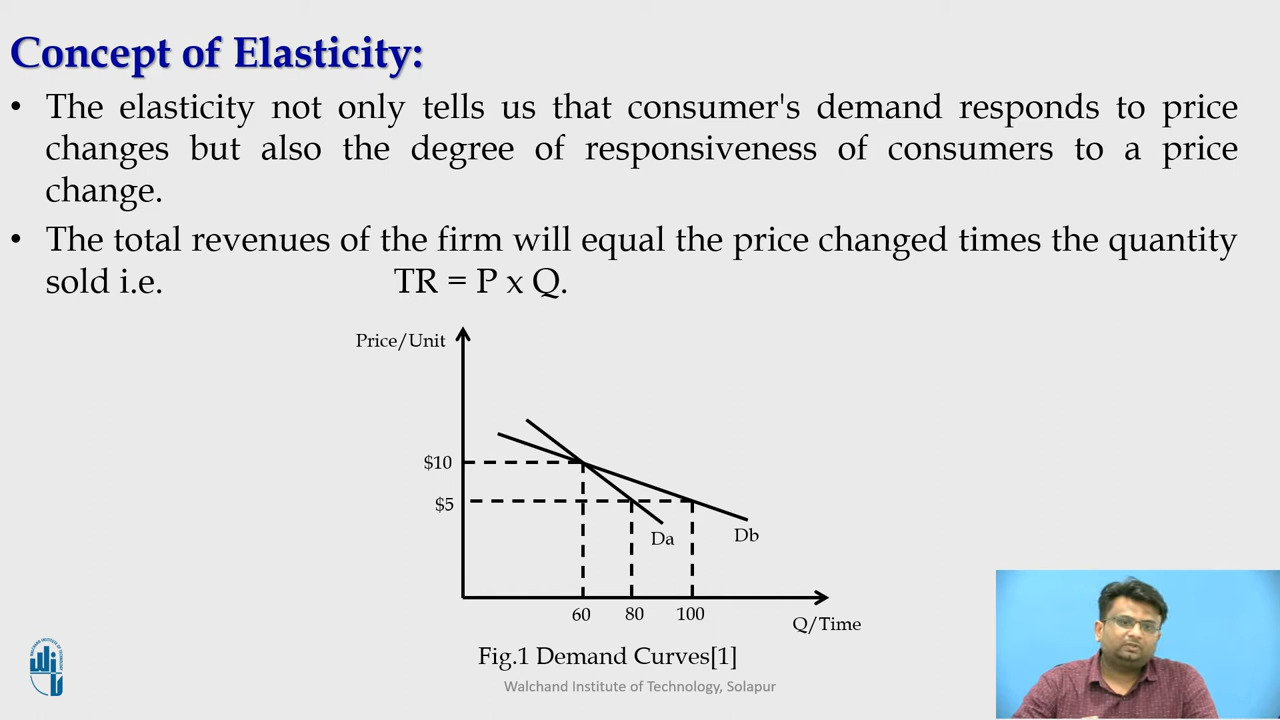 Concept of Elasticity:
• The elasticity not only tells us that consumer's demand responds to price
changes but also the degree of responsiveness of consumers to a price
change.
• The total revenues of the firm will equal the price changed times the quantity
sold i.e. TR = P x Q.
Price/Unit
$10
$5
Da
Db
60 80 100
Q/Time
Fig.1 Demand Curves[1]
Walchand Institute of Technology, Solapur